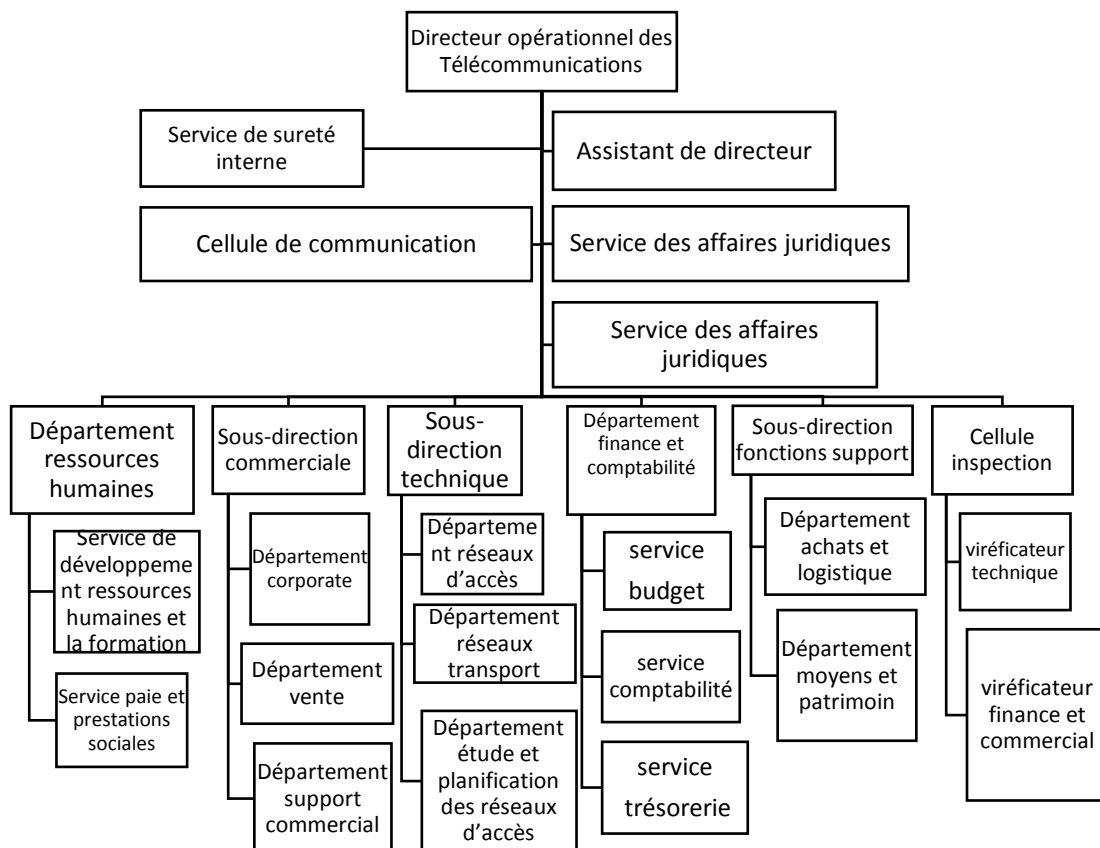 Directeur opérationnel des
Télécommunications
Service de sureté
interne
Assistant de directeur
Cellule de communication
Service des affaires juridiques
Service des affaires
juridiques
Département
ressources
humaines
Sous-direction
commerciale
Sous-
direction
technique
Département
finance et
comptabilité
Sous-direction
fonctions support
Cellule
inspection
Service de
développeme
nt ressources
humaines et
la formation
Service paie et
prestations
sociales
Département
corporate
Département
vente
Département
support
commercial
Départeme
nt réseaux
d’accès
Département
réseaux
transport
Département
étude et
planification
des réseaux
d’accès
service
budget
service
comptabilité
service
trésorerie
Département
achats et
logistique
Département
moyens et
patrimoin
viréficateur
technique
viréficateur
finance et
commercial